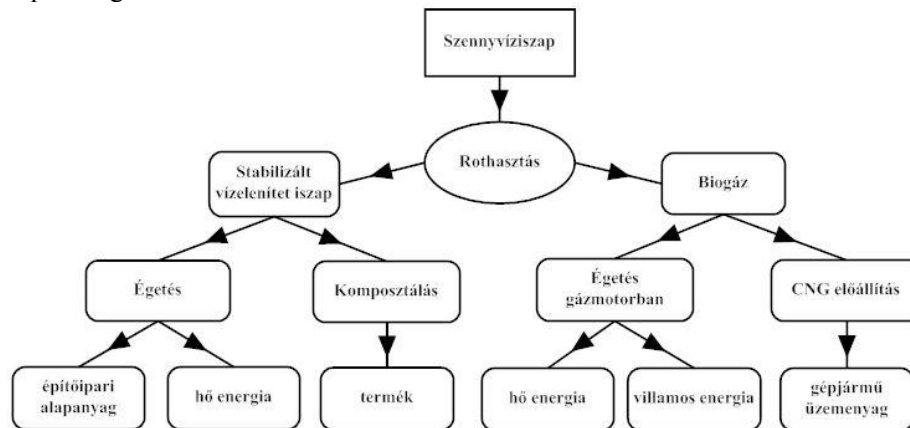 Szennyvíziszap
Rothasztás
Stabilizált
vízelenítet iszap
Biogáz
Égetés
Komposztálás
Égetés
gázmotorban
CNG előállítás
építőipari
alapanyag
hő energia
termék
hő energia
villamos energia
gépjármű
üzemenyag